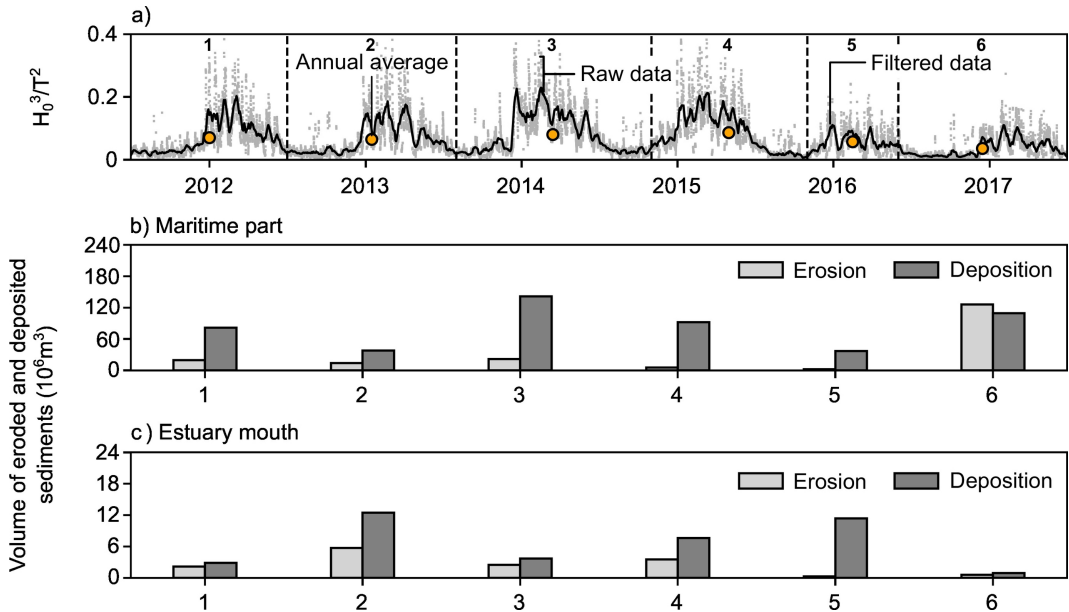 a)
H₀³/T²
0.4
0.2
0
1 2 3 4 5 6
Annual average
Raw data
Filtered data
2012 2013 2014 2015 2016 2017
b) Maritime part
Volume of eroded and deposited
sediments (10⁶m³)
240
180
120
60
0
Erosion Deposition
1 2 3 4 5 6
c) Estuary mouth
24
18
12
6
0
Erosion Deposition
1 2 3 4 5 6